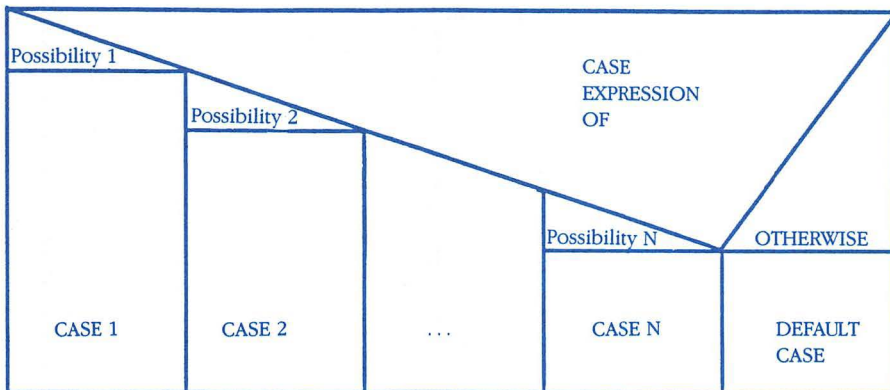 Possibility 1
CASE
EXPRESSION
OF
Possibility 2
Possibility N
OTHERWISE
CASE 1
CASE 2
...
CASE N
DEFAULT
CASE